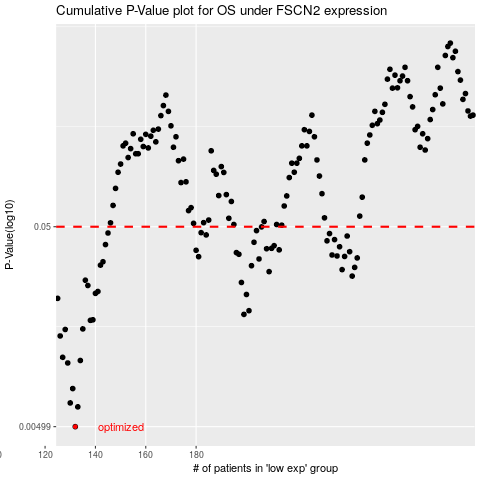 Cumulative P-Value plot for OS under FSCN2 expression
P-Value(log10)
0.05
0.00499
optimized
0 120 140 160 180
# of patients in 'low exp' group